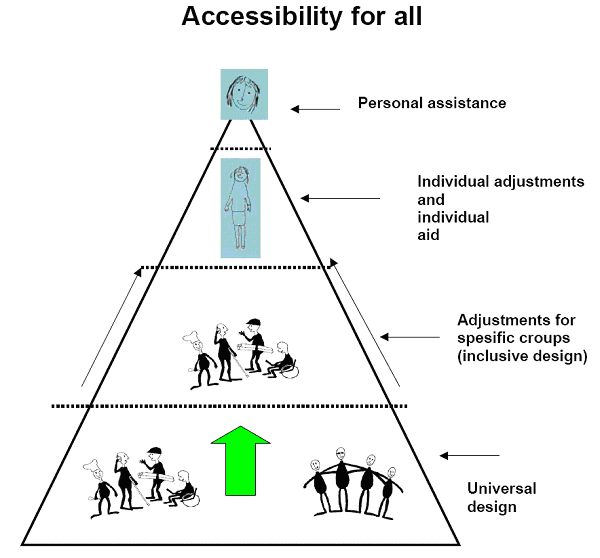 Accessibility for all
Personal assistance
Individual adjustments
and
individual
aid
Adjustments for
spesific croups
(inclusive design)
Universal
design